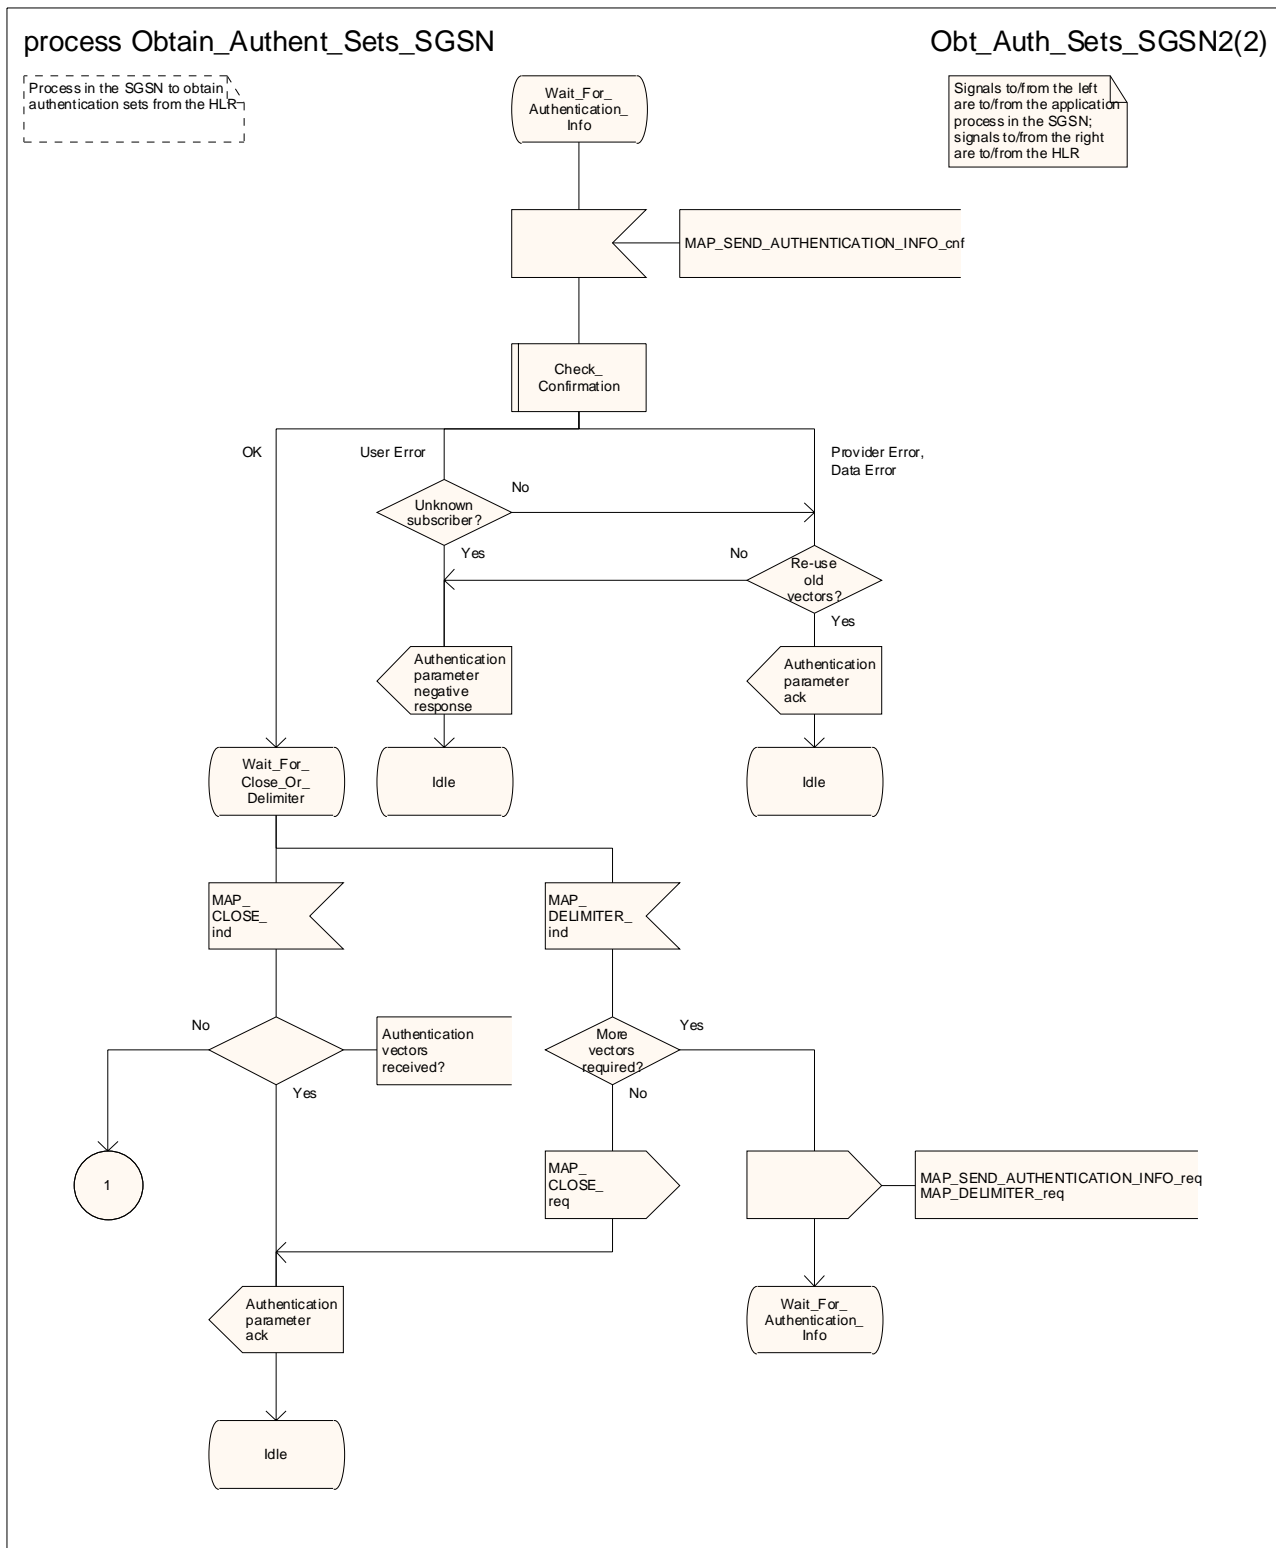 process Obtain_Authent_Sets_SGSN
Obt_Auth_Sets_SGSN2(2)
Process in the SGSN to obtain
authentication sets from the HLR
Wait_For_
Authentication_
Info
Signals to/from the left
are to/from the application
process in the SGSN;
signals to/from the right
are to/from the HLR
MAP_SEND_AUTHENTICATION_INFO_cnf
Check_
Confirmation
OK
User Error
Provider Error,
Data Error
Unknown
subscriber?
No
Yes
No
Re-use
old
vectors?
Yes
Authentication
parameter
negative
response
Authentication
parameter
ack
Wait_For_
Close_Or_
Delimiter
Idle
Idle
MAP_
CLOSE_
ind
MAP_
DELIMITER_
ind
No
Authentication
vectors
received?
Yes
More
vectors
required?
Yes
No
1
MAP_
CLOSE_
req
MAP_SEND_AUTHENTICATION_INFO_req
MAP_DELIMITER_req
Authentication
parameter
ack
Wait_For_
Authentication_
Info
Idle